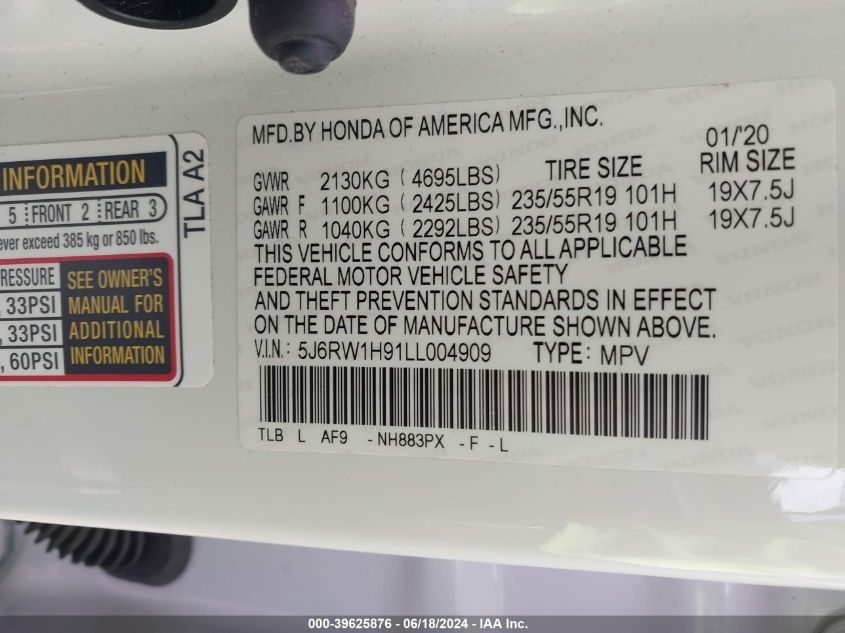 INFORMATION
5 FRONT 2 REAR 3
ever exceed 385 kg or 850 lbs.
PRESSURE
, 33PSI
, 33PSI
, 60PSI
SEE OWNER'S
MANUAL FOR
ADDITIONAL
INFORMATION
TLA A2
MFD.BY HONDA OF AMERICA MFG.,INC.
01/'20
GVWR 2130KG ( 4695LBS) TIRE SIZE RIM SIZE
GAWR F 1100KG ( 2425LBS) 235/55R19 101H 19X7.5J
GAWR R 1040KG ( 2292LBS) 235/55R19 101H 19X7.5J
THIS VEHICLE CONFORMS TO ALL APPLICABLE
FEDERAL MOTOR VEHICLE SAFETY
AND THEFT PREVENTION STANDARDS IN EFFECT
ON THE DATE OF MANUFACTURE SHOWN ABOVE.
V.I.N.: 5J6RW1H91LL004909 TYPE: MPV
TLB L AF9 -NH883PX -F -L
000-39625876 / 06/18/2024 - IAA Inc.